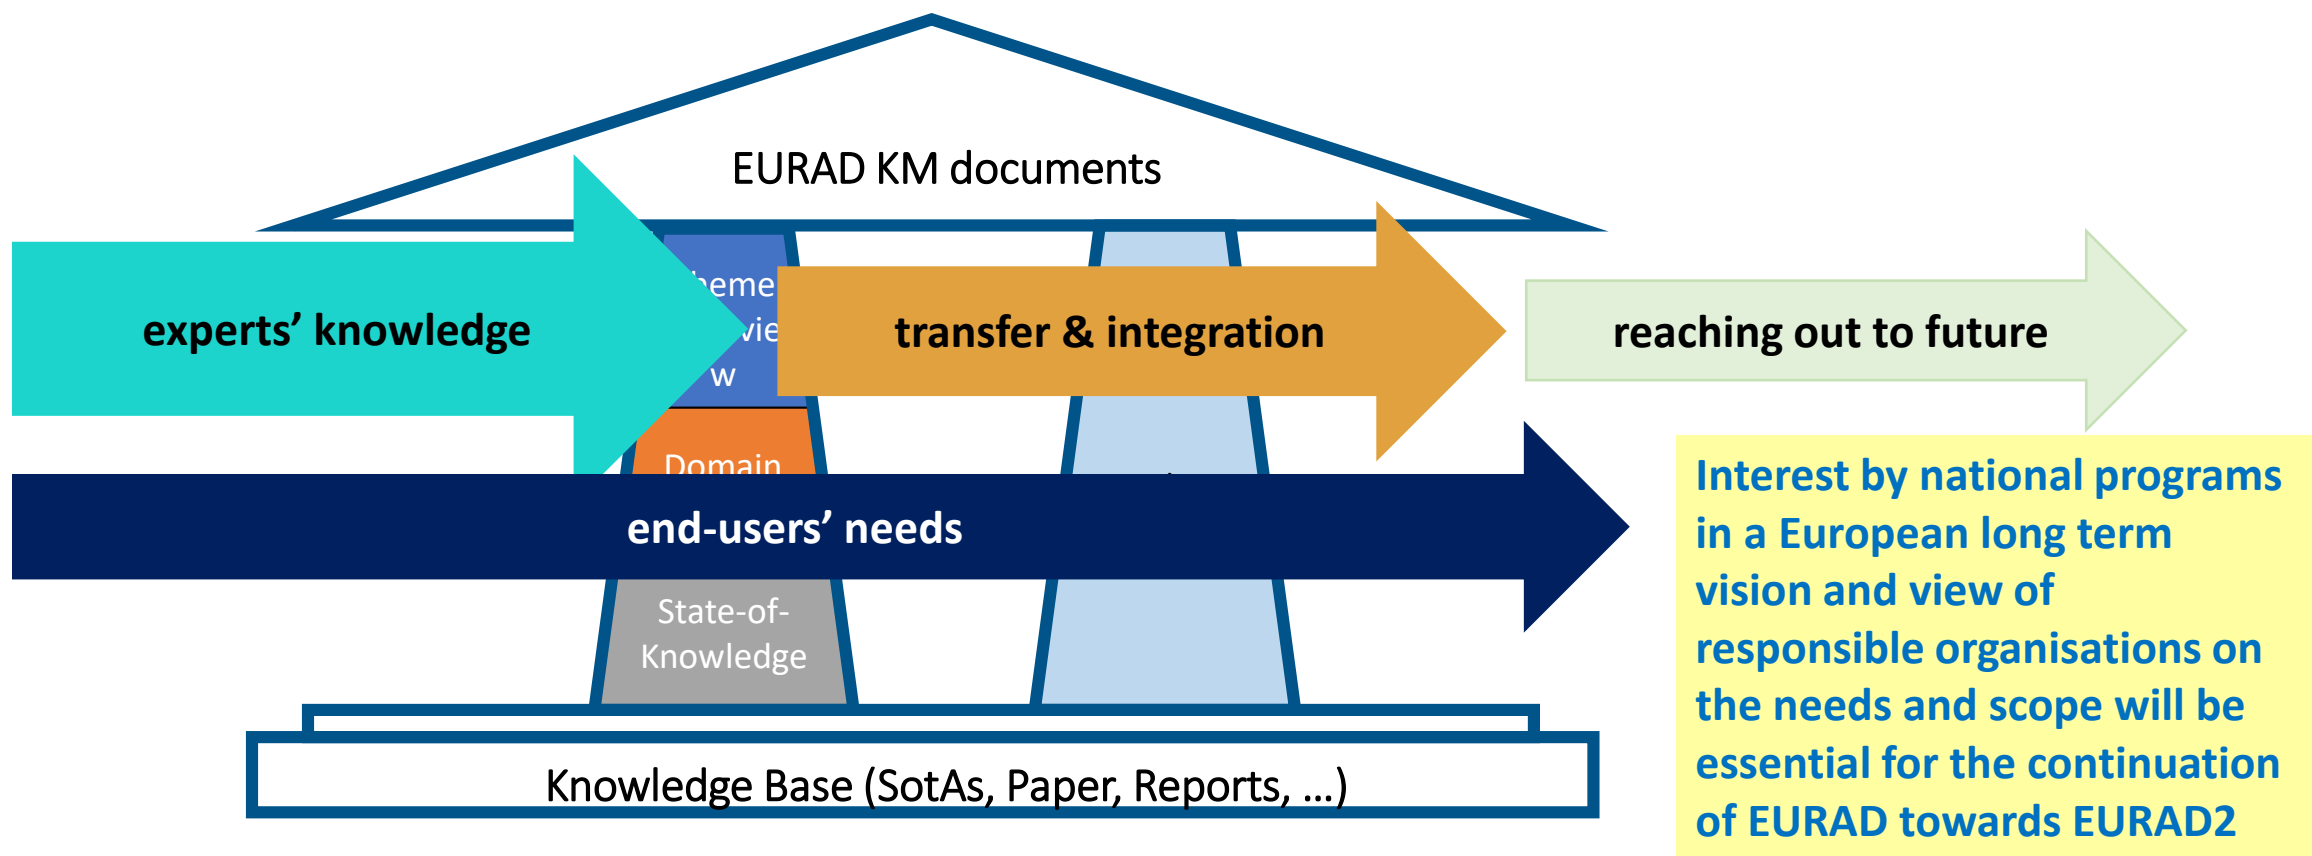 EURAD KM documents
experts’ knowledge
w
transfer & integration
reaching out to future
Domain
end-users’ needs
State-of-
Knowledge
Knowledge Base (SotAs, Paper, Reports, ...)
Interest by national programs
in a European long term
vision and view of
responsible organisations on
the needs and scope will be
essential for the continuation
of EURAD towards EURAD2